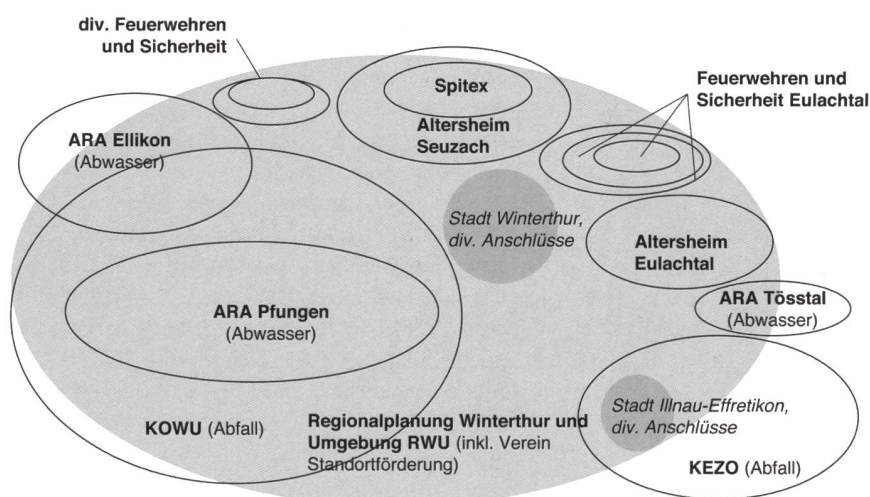 div. Feuerwehren
und Sicherheit
Spitex
Altersheim
Seuzach
Feuerwehren und
Sicherheit Eulachtal
ARA Ellikon
(Abwasser)
Stadt Winterthur,
div. Anschlüsse
Altersheim
Eulachtal
ARA Tösstal
(Abwasser)
ARA Pfungen
(Abwasser)
KOWU (Abfall)
Regionalplanung Winterthur und
Umgebung RWU (inkl. Verein
Standortförderung)
Stadt Illnau-Effretikon,
div. Anschlüsse
KEZO (Abfall)